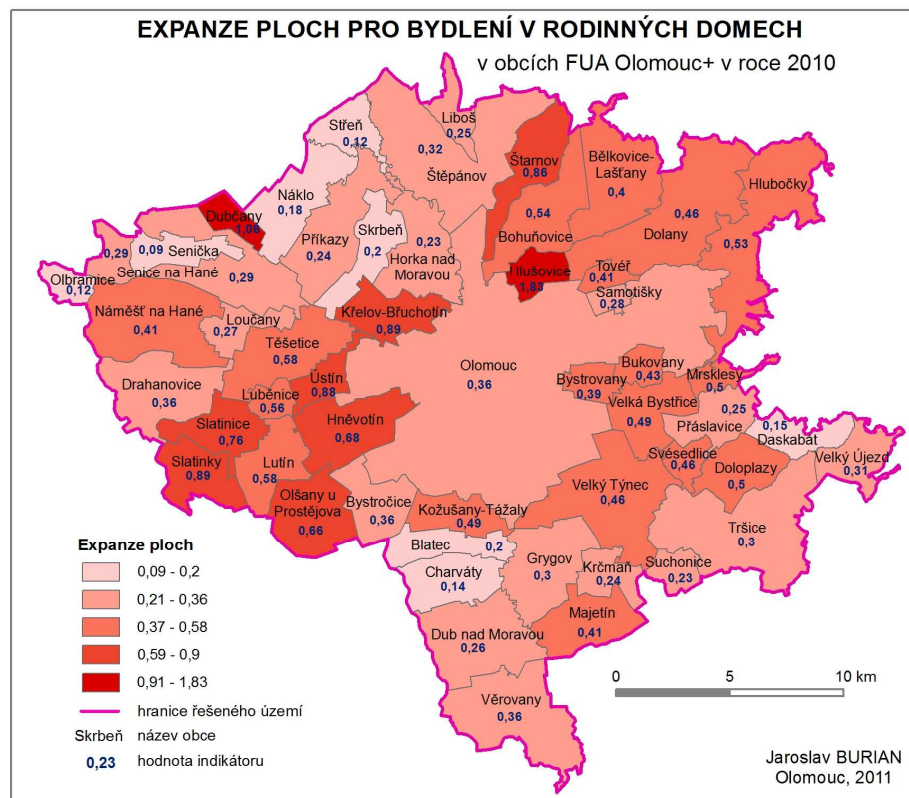 EXPANZE PLOCH PRO BYDLENÍ V RODINNÝCH DOMECH
v obcích FUA Olomouc+ v roce 2010
Střeň
0,12
Liboš
0,25
0,32
Štěpánov
Štarnov
0,86
Bělkovice-
Lašťany
0,4
Hlubočky
0,53
Náklo
0,18
Dubčany
1,06
Skrbeň
0,2
Příkazy
0,24
0,23
Horka nad
Moravou
0,54
Bohuňovice
0,46
Dolany
0,09
Senička
0,29
Senice na Hané
0,29
Olbramice
0,12
Hlušovice
1,83
Tovéř
0,41
Samotišky
0,28
Náměšť na Hané
0,41
Loučany
0,27
Křelov-Břuchotín
0,89
Těšetice
0,58
Olomouc
0,36
Bukovany
0,43
Bystrovany
0,39
Mrsklesy
0,5
Drahanovice
0,36
Ústín
0,88
Luběnice
0,56
Velká Bystřice
0,49
0,25
Přáslavice
0,15
Daskabát
Slatinice
0,76
Hněvotín
0,68
Svésedlice
0,46
Doloplazy
0,5
Velký Újezd
0,31
Slatinky
0,89
Lutín
0,58
Olšany u
Prostějova
0,66
Bystročice
0,36
Kožušany-Tážaly
0,49
Velký Týnec
0,46
Tršice
0,3
Blatec
0,2
Charváty
0,14
Grygov
0,3
Krčmaň
0,24
Suchonice
0,23
Majetín
0,41
Dub nad Moravou
0,26
Věrovany
0,36
Expanze ploch
0,09 - 0,2
0,21 - 0,36
0,37 - 0,58
0,59 - 0,9
0,91 - 1,83
hranice řešeného území
Skrbeň název obce
0,23 hodnota indikátoru
0 5 10 km
Jaroslav BURIAN
Olomouc, 2011